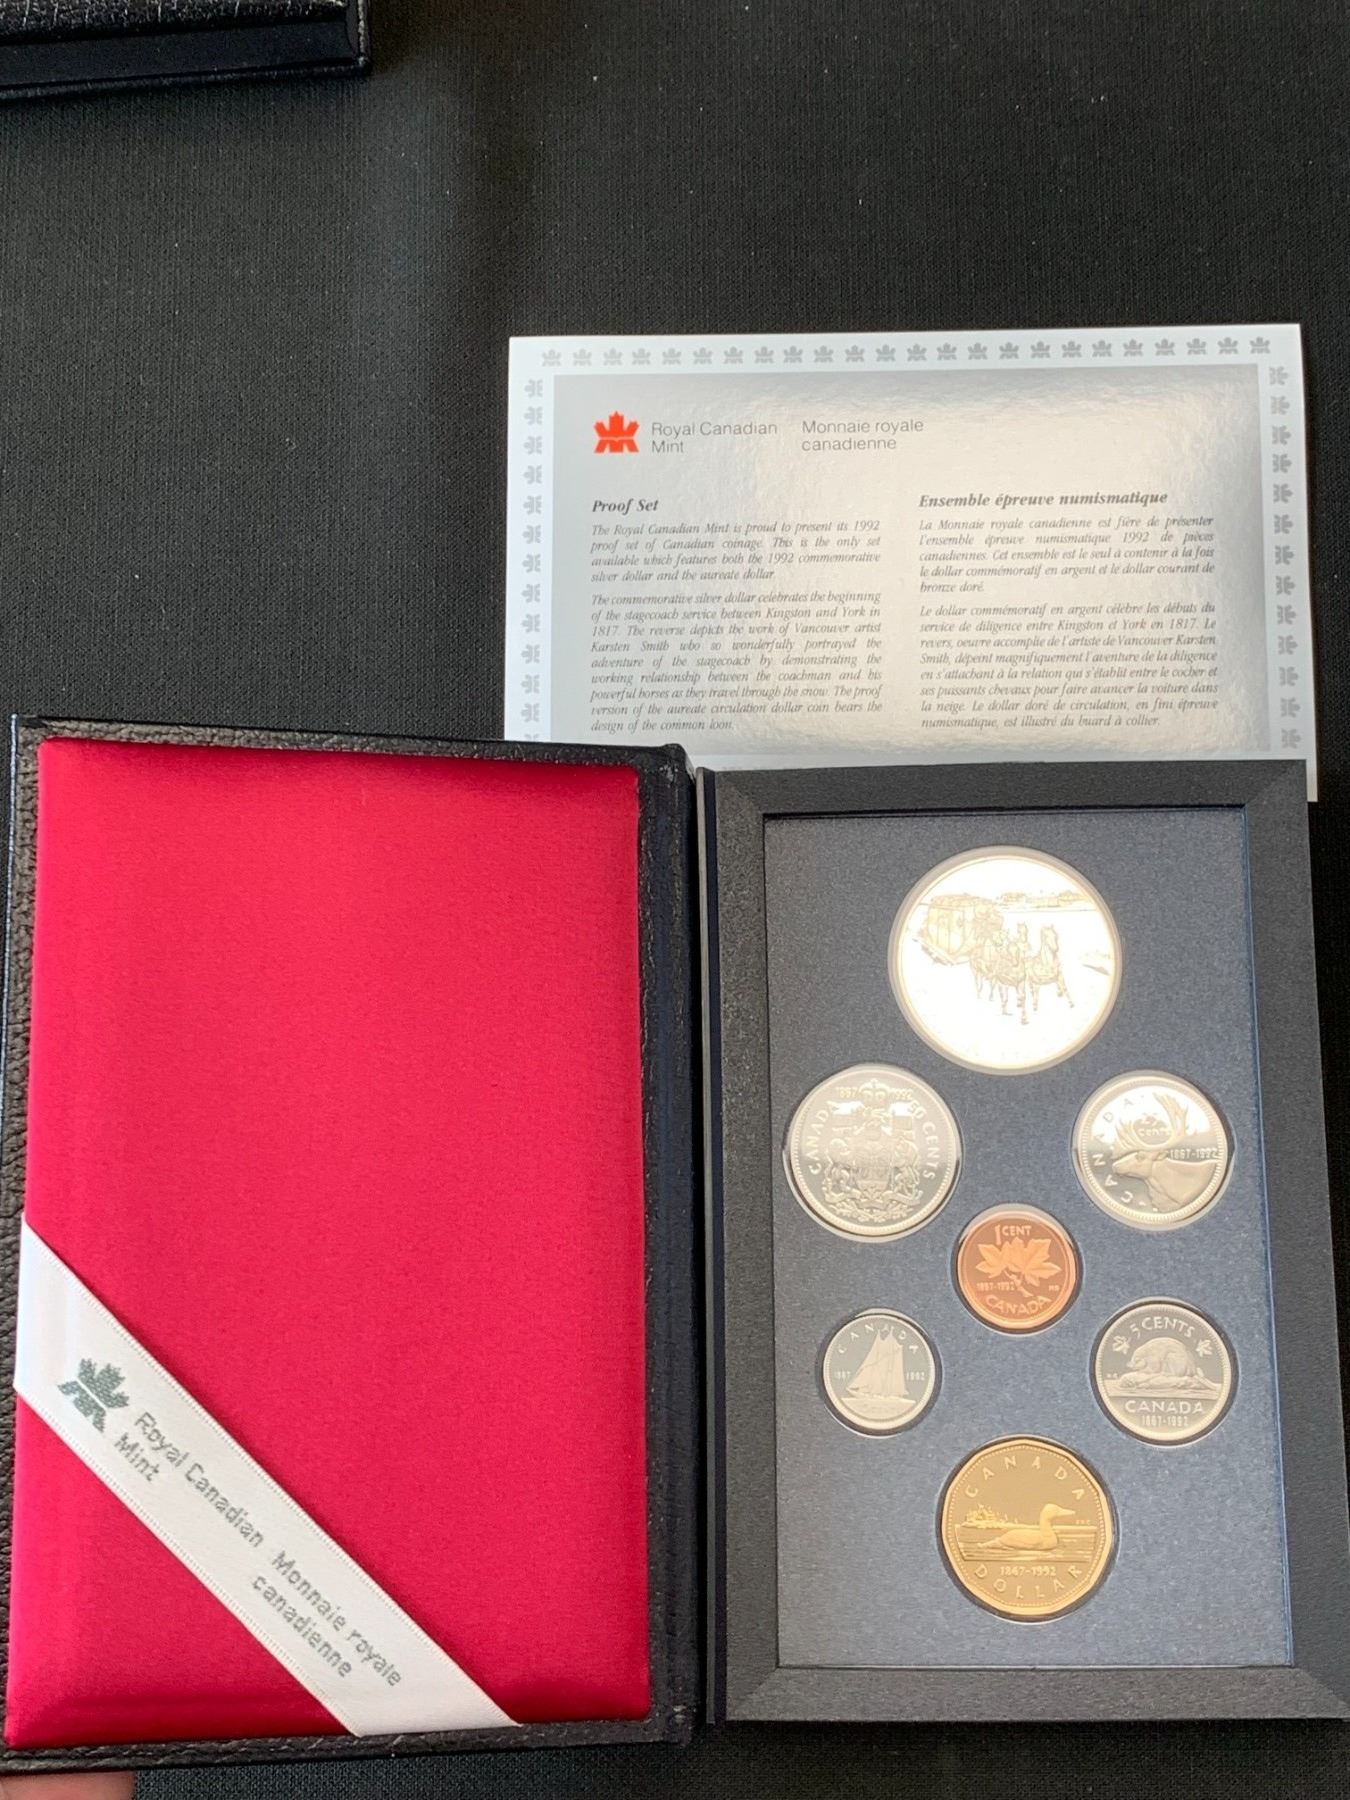 Royal Canadian
Mint
Monnaie royale
canadienne
Proof Set
The Royal Canadian Mint is proud to present its 1992
proof set of Canadian coinage. This is the only set
available which features both the 1992 commemorative
silver dollar and the aureate dollar.
The commemorative silver dollar celebrates the beginning
of the stagecoach service between Kingston and York in
1817. The reverse depicts the work of Vancouver artist
Karsten Smith who so wonderfully portrayed the
adventure of the stagecoach by demonstrating the
working relationship between the coachman and his
powerful horses as they travel through the snow. The proof
version of the aureate circulation dollar coin bears the
design of the common loon.
Ensemble épreuve numismatique
La Monnaie royale canadienne est fière de présenter
l'ensemble épreuve numismatique 1992 de pièces
canadiennes. Cet ensemble est le seul à contenir à la fois
le dollar commémoratif en argent et le dollar courant de
bronze doré.
Le dollar commémoratif en argent célèbre les débuts du
service de diligence entre Kingston et York en 1817. Le
revers, oeuvre accomplie de l'artiste de Vancouver Karsten
Smith, dépeint magnifiquement l'aventure de la diligence
en s'attachant à la relation qui s'établit entre le cocher et
ses puissants chevaux pour faire avancer la voiture dans
la neige. Le dollar doré de circulation, en fini épreuve
numismatique, est illustré du huard à collier.
1867 1992
CANADA
50 CENTS
CANADA
25
Cents
1867-1992
1 CENT
1867-1992
CANADA
CANADA
1867 1992
5 CENTS
CANADA
1867-1992
CANADA
1867-1992
DOLLAR
Royal Canadian
Mint
Monnaie royale
canadienne